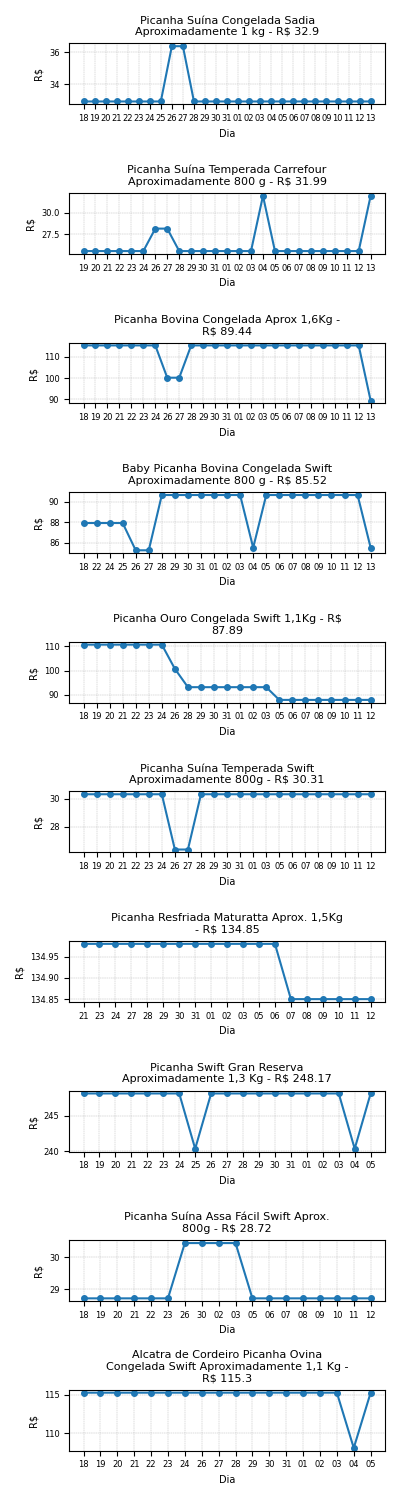 Picanha Suína Congelada Sadia
Aproximadamente 1 kg - R$ 32.9
36
34
R$
18 19 20 21 22 23 24 25 26 27 28 29 30 31 01 02 03 04 05 06 07 08 09 10 11 12 13
Dia
Picanha Suína Temperada Carrefour
Aproximadamente 800 g - R$ 31.99
30.0
27.5
R$
19 20 21 22 23 24 25 26 27 28 29 30 31 01 02 03 04 05 06 07 08 09 10 11 12 13
Dia
Picanha Bovina Congelada Aprox 1,6Kg -
R$ 89.44
110
100
90
R$
18 19 20 21 22 23 24 25 26 27 28 29 30 31 01 02 03 04 05 06 07 08 09 10 11 12 13
Dia
Baby Picanha Bovina Congelada Swift
Aproximadamente 800 g - R$ 85.52
90
88
86
R$
18 22 24 25 26 27 28 29 30 31 01 02 03 04 05 06 07 08 09 10 11 12 13
Dia
Picanha Ouro Congelada Swift 1,1Kg - R$
87.89
110
100
90
R$
18 19 20 21 22 23 24 26 27 28 29 30 31 01 02 03 05 06 07 08 09 10 11 12
Dia
Picanha Suína Temperada Swift
Aproximadamente 800g - R$ 30.31
30
28
R$
18 19 20 21 22 23 24 26 27 28 29 30 31 01 02 03 05 06 07 08 09 10 11 12
Dia
Picanha Resfriada Maturatta Aprox. 1,5Kg
- R$ 134.85
134.95
134.90
134.85
R$
21 23 24 27 28 29 30 31 01 02 03 05 06 07 08 09 10 11 12
Dia
Picanha Swift Gran Reserva
Aproximadamente 1,3 Kg - R$ 248.17
245
240
R$
18 19 20 21 22 23 24 25 26 27 28 29 30 31 01 02 03 04 05
Dia
Picanha Suína Assa Fácil Swift Aprox.
800g - R$ 28.72
30
29
R$
18 19 20 21 22 23 26 30 02 03 05 06 07 08 09 10 11 12
Dia
Alcatra de Cordeiro Picanha Ovina
Congelada Swift Aproximadamente 1,1 Kg -
R$ 115.3
115
110
R$
18 19 20 21 22 23 24 26 27 28 29 30 31 01 02 03 04 05
Dia